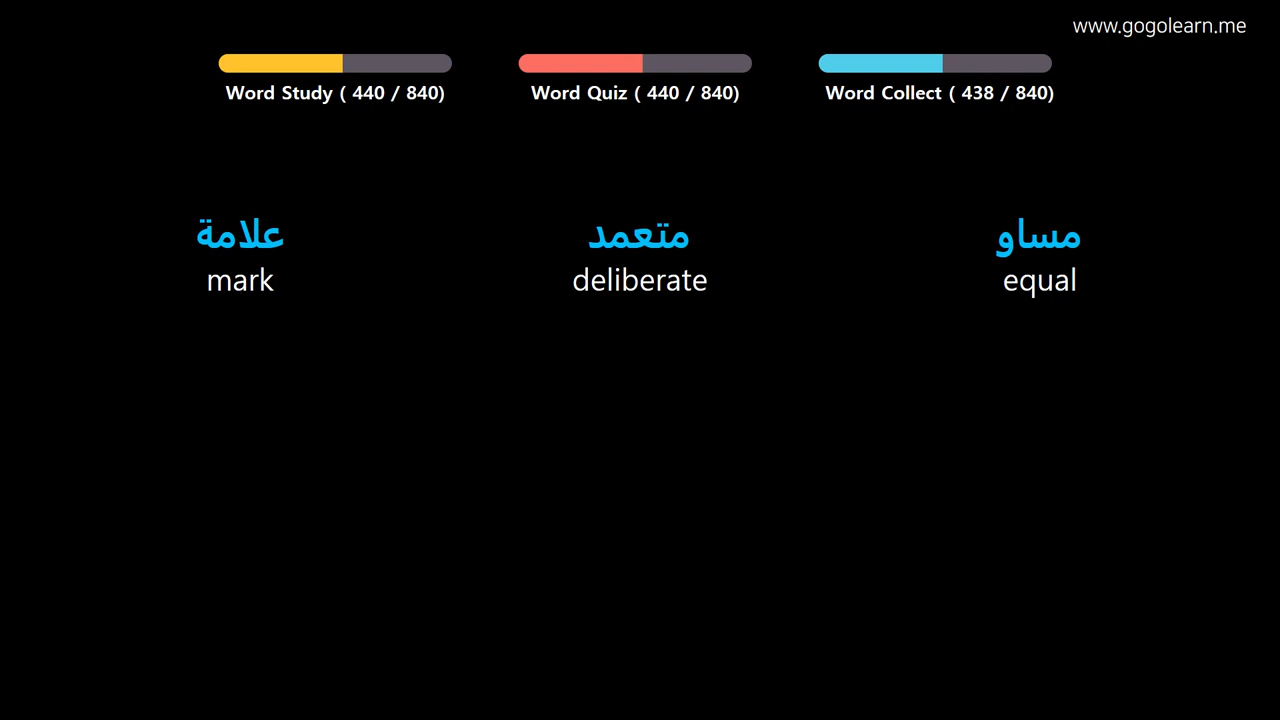 www.gogolearn.me
Word Study ( 440 / 840)
Word Quiz ( 440 / 840)
Word Collect ( 438 / 840)
علامة
mark
متعمد
deliberate
مساو
equal